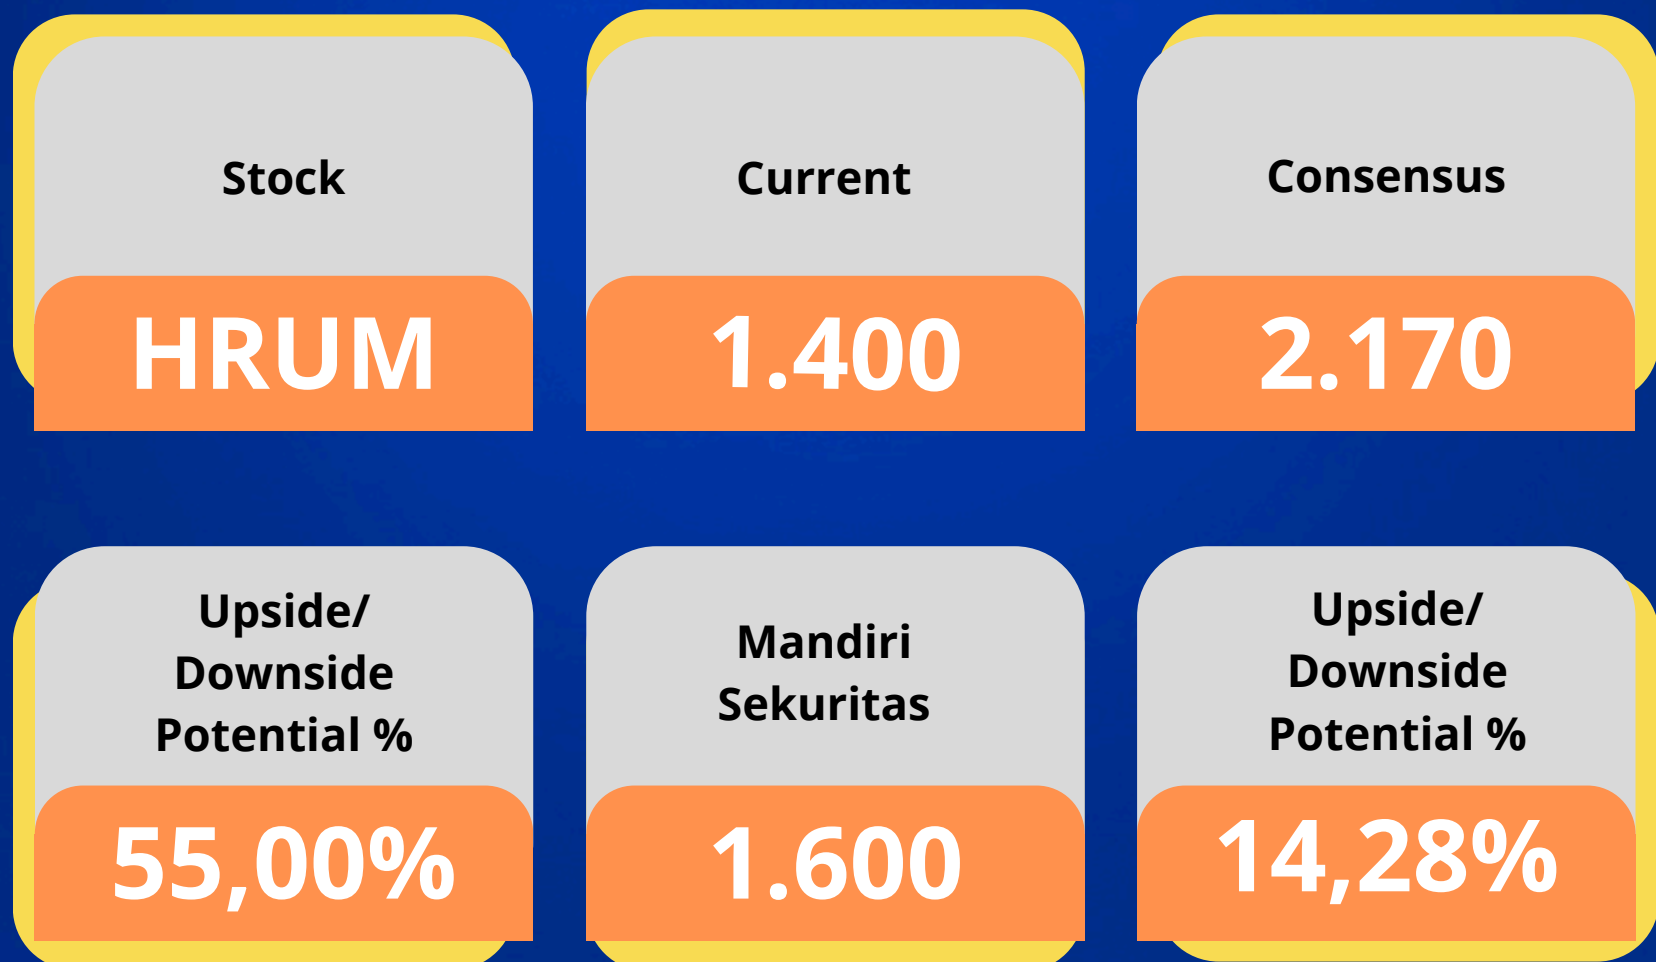 Stock
HRUM
Current
1.400
Consensus
2.170
Upside/
Downside
Potential %
55,00%
Mandiri
Sekuritas
1.600
Upside/
Downside
Potential %
14,28%